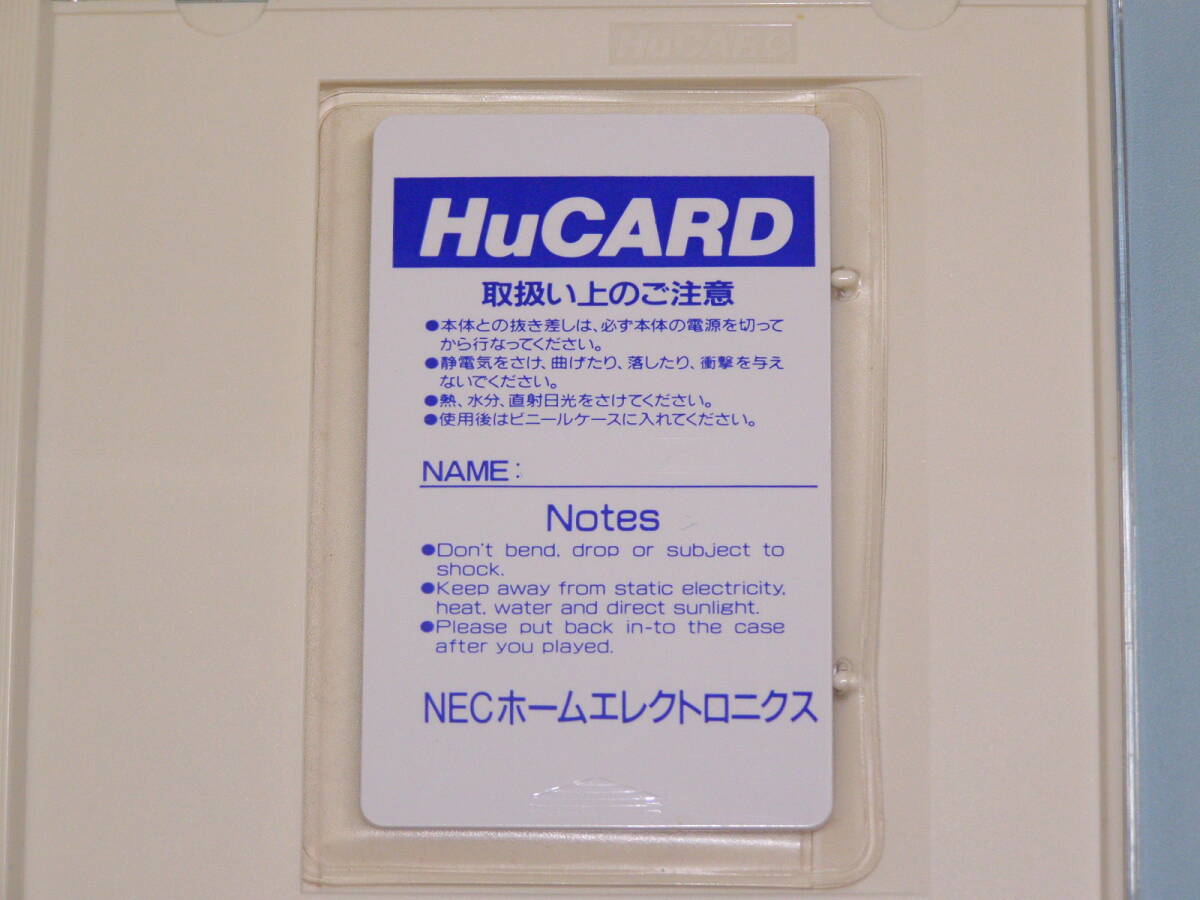 HuCARD
HuCARD
取扱い上のご注意
●本体との抜き差しは、必ず本体の電源を切って
から行なってください。
●静電気をさけ、曲げたり、落したり、衝撃を与え
ないでください。
●熱、水分、直射日光をさけてください。
●使用後はビニールケースに入れてください。
NAME:
Notes
●Don't bend, drop or subject to
shock.
●Keep away from static electricity,
heat, water and direct sunlight.
●Please put back in-to the case
after you played.
NECホームエレクトロニクス